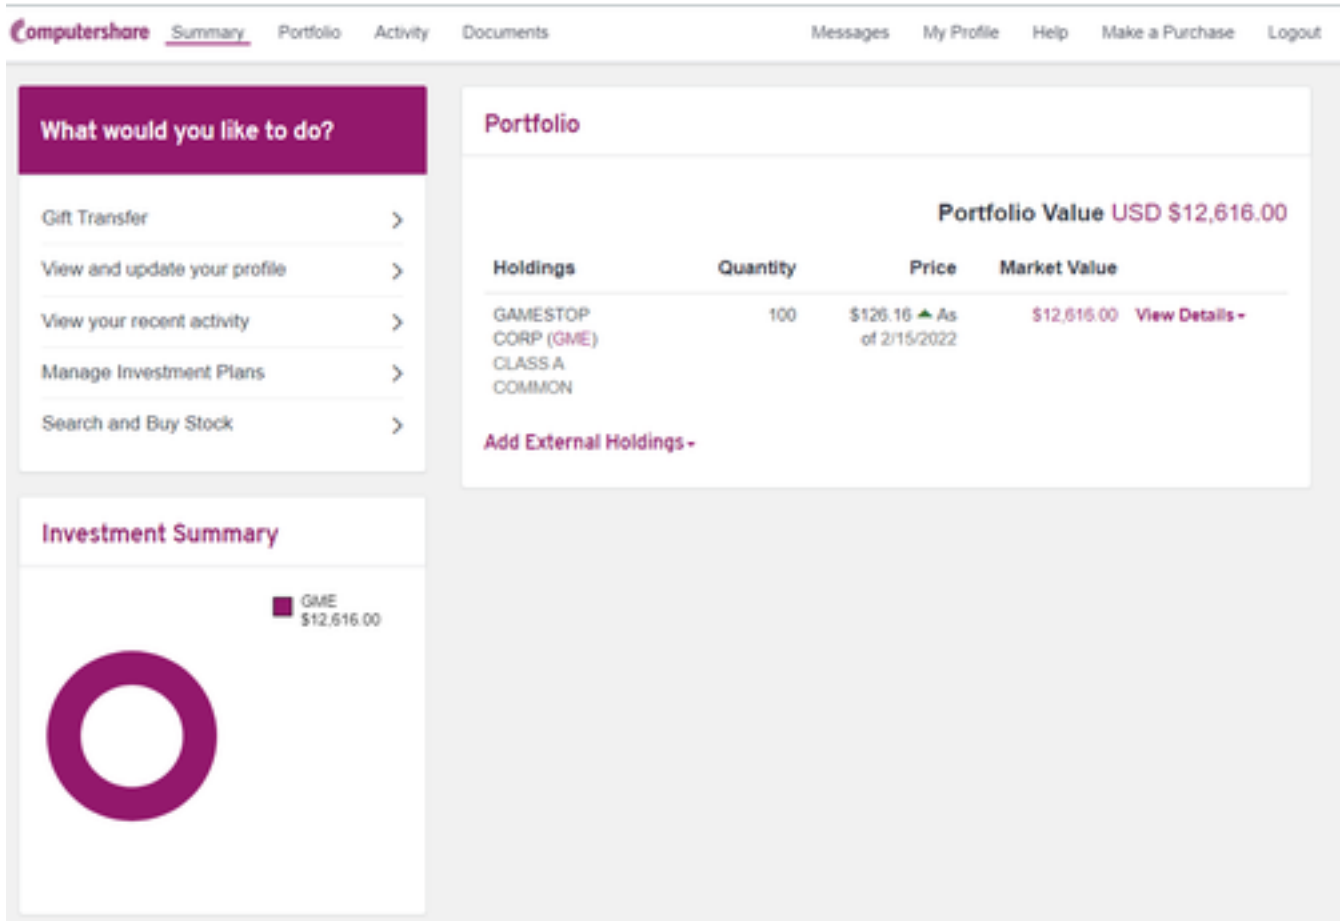 Computershare Summary Portfolio Activity Documents Messages My Profile Help Make a Purchase Logout
What would you like to do?
Gift Transfer
View and update your profile
View your recent activity
Manage Investment Plans
Search and Buy Stock
Portfolio
Portfolio Value USD $12,616.00
Holdings Quantity Price Market Value
GAMESTOP 100 $126.16 ▲ As $12,616.00 View Details
CORP (GME) of 2/15/2022
CLASS A
COMMON
Add External Holdings
Investment Summary
GME
$12,616.00